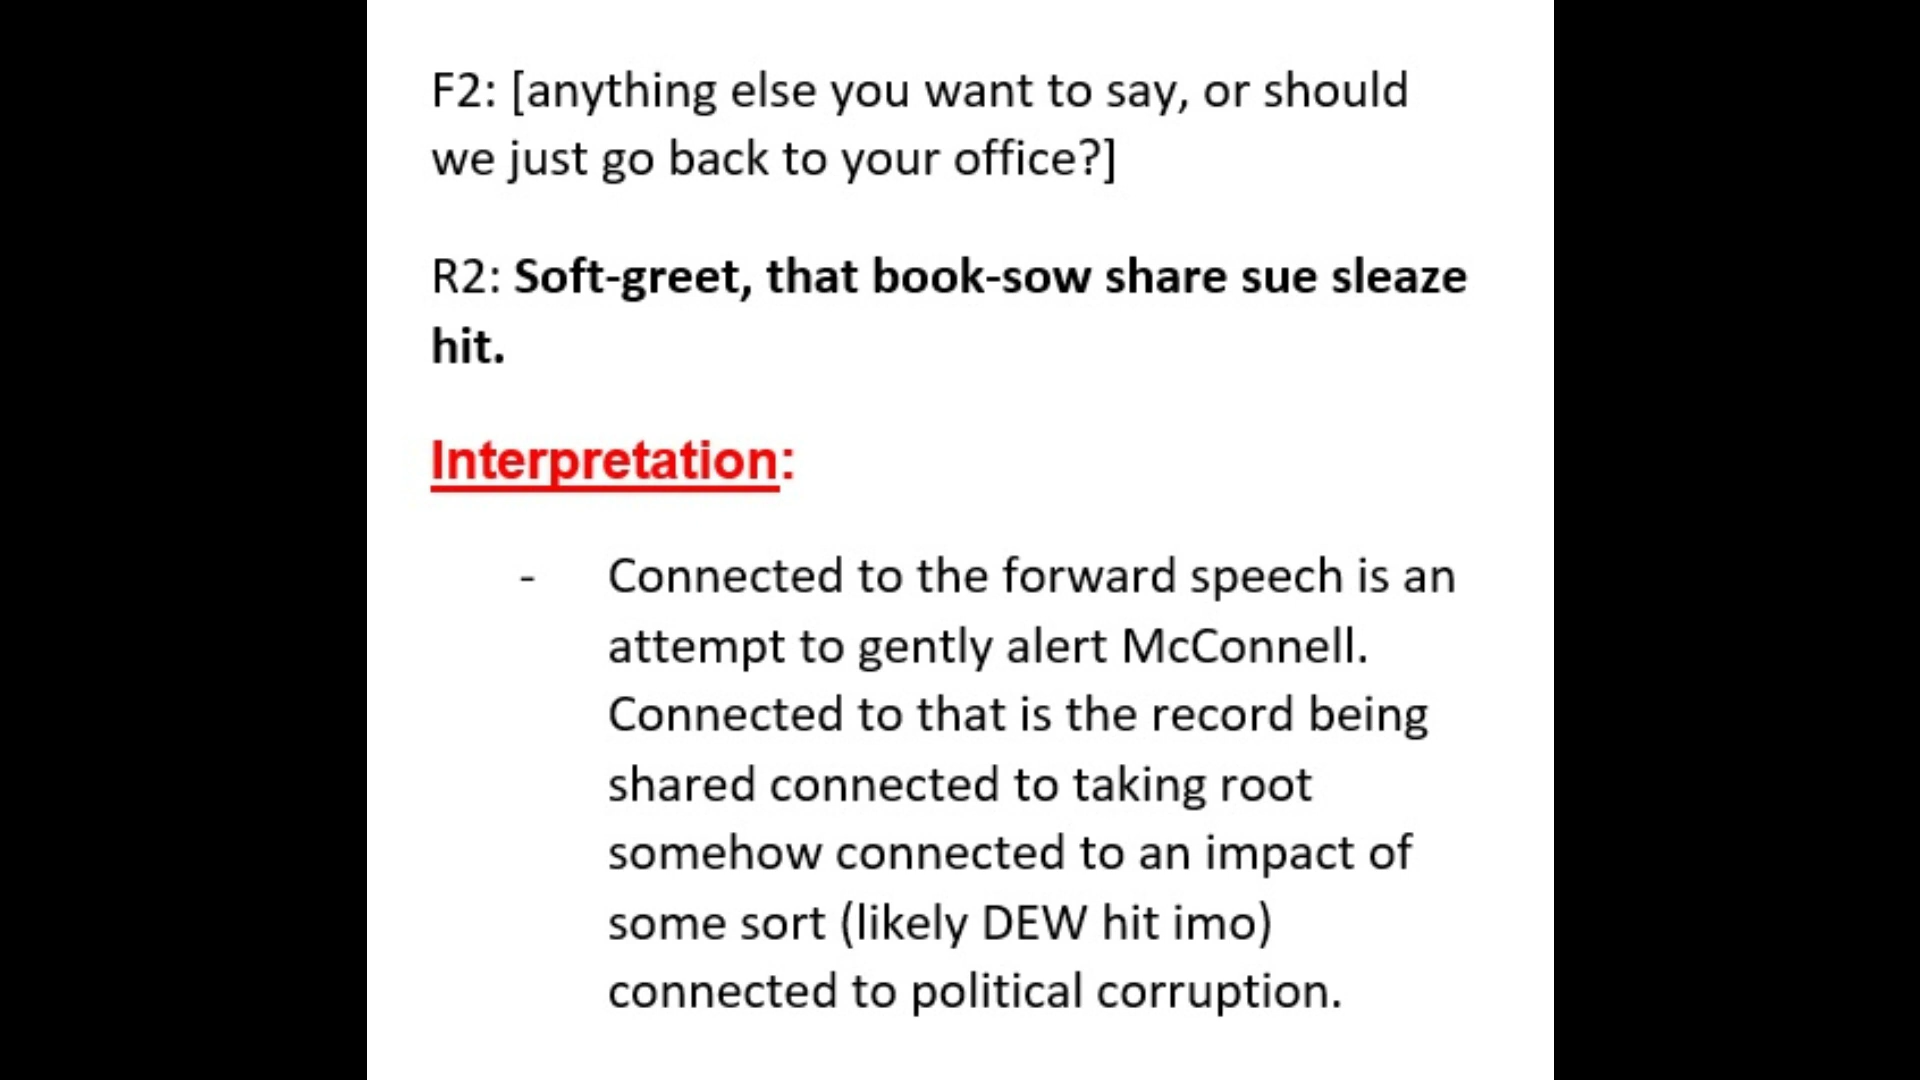 F2: [anything else you want to say, or should
we just go back to your office?]
R2: Soft-greet, that book-sow share sue sleaze
hit.
Interpretation:
- Connected to the forward speech is an
attempt to gently alert McConnell.
Connected to that is the record being
shared connected to taking root
somehow connected to an impact of
some sort (likely DEW hit imo)
connected to political corruption.